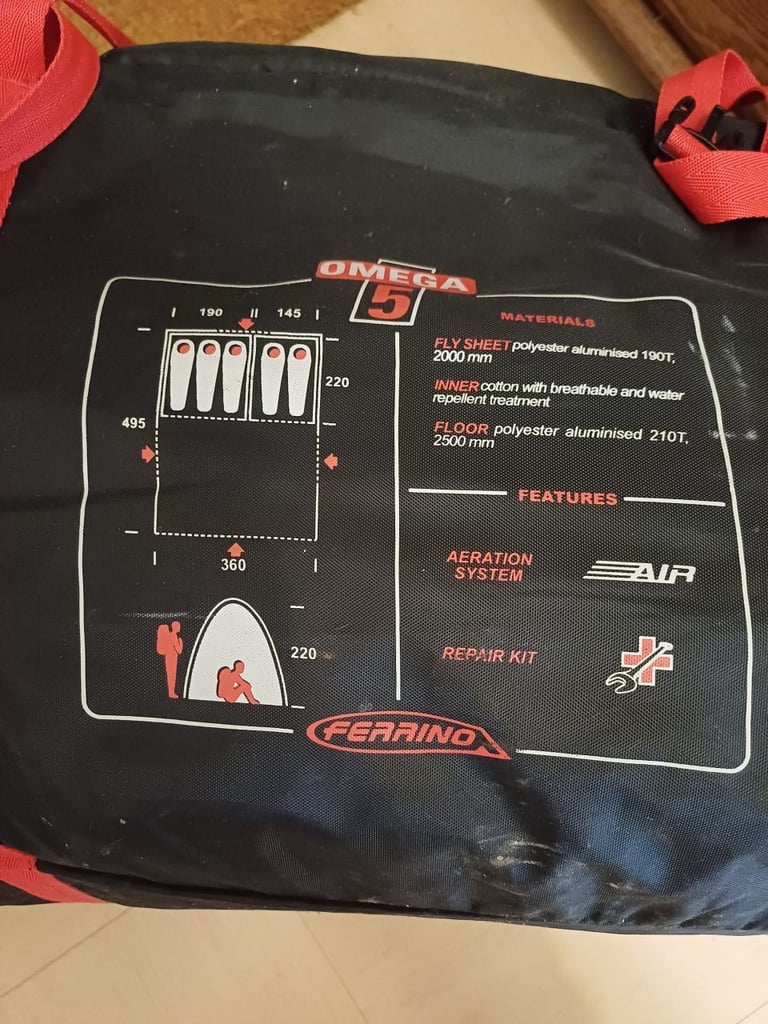 OMEGA
5
190 145
220
495
360
220
MATERIALS
FLY SHEET polyester aluminised 190T,
2000 mm
INNER cotton with breathable and water
repellent treatment
FLOOR polyester aluminised 210T,
2500 mm
FEATURES
AERATION
SYSTEM
AIR
REPAIR KIT
FERRINO